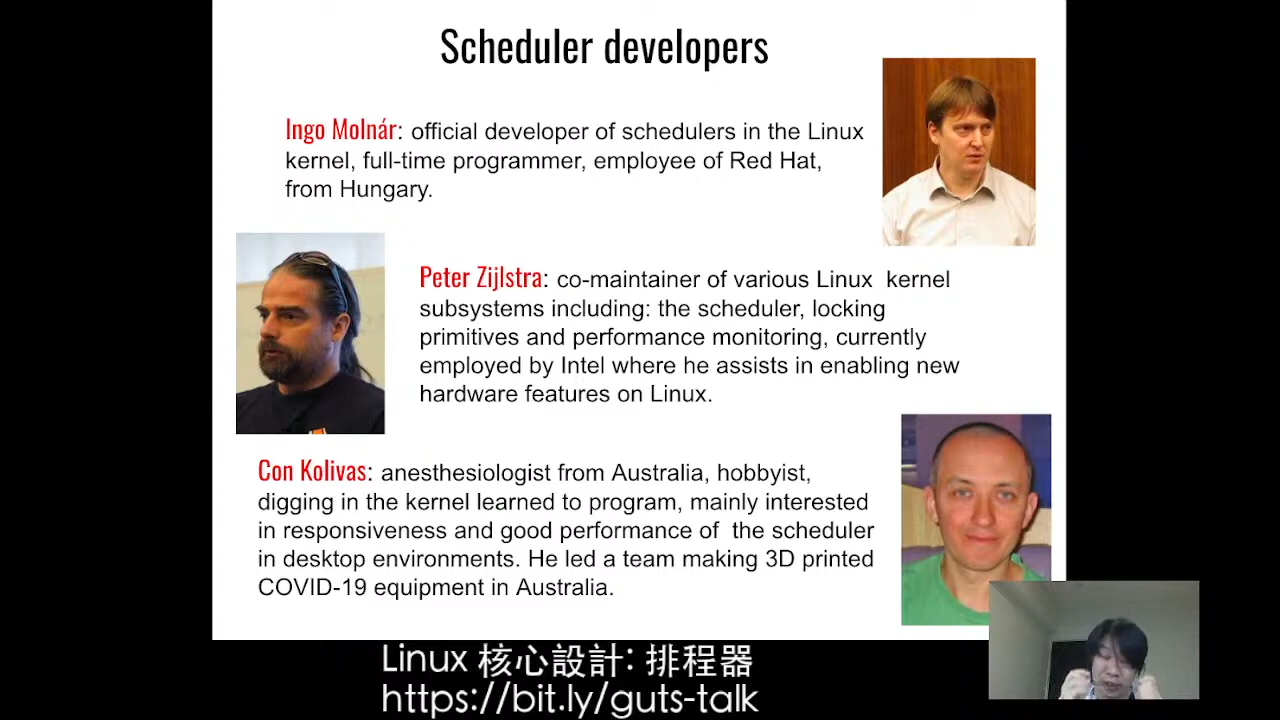 Scheduler developers
Ingo Molnár: official developer of schedulers in the Linux
kernel, full-time programmer, employee of Red Hat,
from Hungary.
Peter Zijlstra: co-maintainer of various Linux kernel
subsystems including: the scheduler, locking
primitives and performance monitoring, currently
employed by Intel where he assists in enabling new
hardware features on Linux.
Con Kolivas: anesthesiologist from Australia, hobbyist,
digging in the kernel learned to program, mainly interested
in responsiveness and good performance of the scheduler
in desktop environments. He led a team making 3D printed
COVID-19 equipment in Australia.
Linux 核心設計: 排程器
https://bit.ly/guts-talk